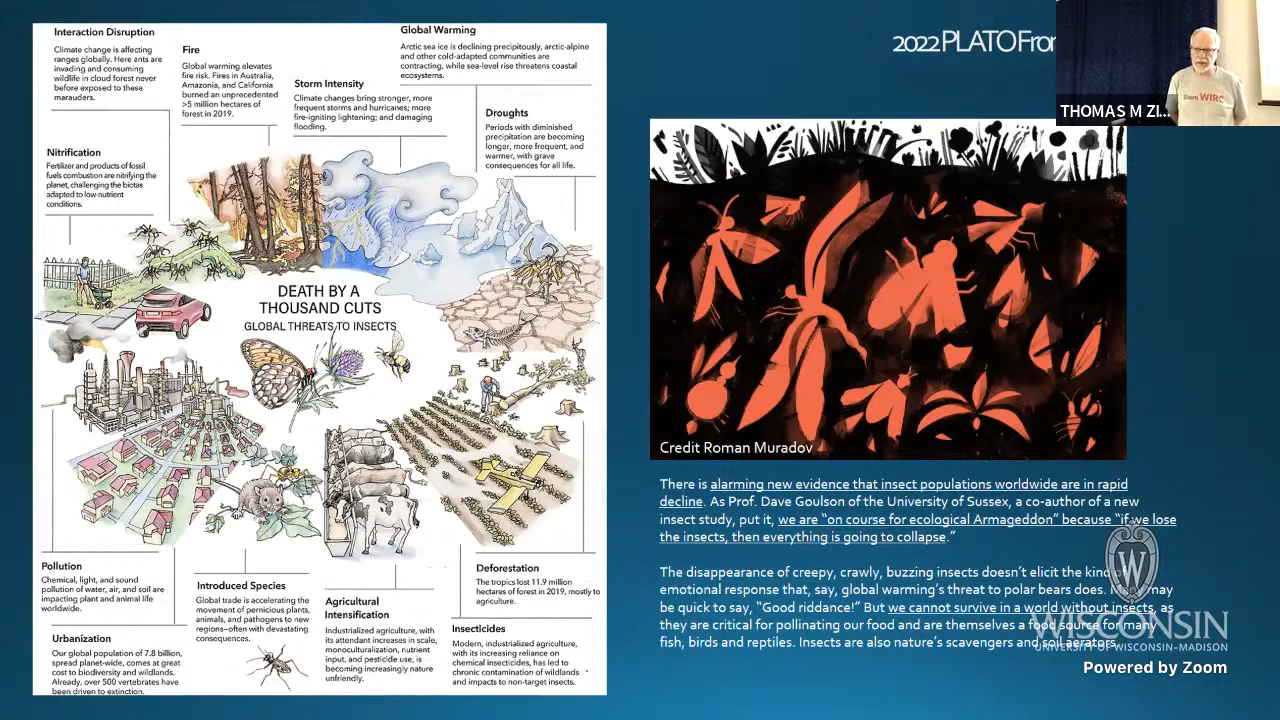 Interaction Disruption
Climate change is affecting
ranges globally. Here ants are
invading and consuming
wildlife in cloud forest never
before exposed to these
marauders.
Fire
Global warming elevates
fire risk. Fires in Australia,
Amazonia, and California
burned an unprecedented
>5 million hectares of
forest in 2019.
Storm Intensity
Climate changes bring stronger, more
frequent storms and hurricanes; more
fire-igniting lightening; and damaging
flooding.
Global Warming
Arctic sea ice is declining precipitously, arctic-alpine
and other cold-adapted communities are
contracting, while sea-level rise threatens coastal
ecosystems.
Droughts
Periods with diminished
precipitation are becoming
longer, more frequent, and
warmer, with grave
consequences for all life.
Nitrification
Fertilizer and products of fossil
fuels combustion are nitrifying the
planet, challenging the biotas
adapted to low-nutrient
conditions.
DEATH BY A
THOUSAND CUTS
GLOBAL THREATS TO INSECTS
Pollution
Chemical, light, and sound
pollution of water, air, and soil are
impacting plant and animal life
worldwide.
Urbanization
Our global population of 7.8 billion,
spread planet-wide, comes at great
cost to biodiversity and wildlands.
Already, over 500 vertebrates have
been driven to extinction.
Introduced Species
Global trade is accelerating the
movement of pernicious plants,
animals, and pathogens to new
regions–often with devastating
consequences.
Agricultural
Intensification
Industrialized agriculture, with
its attendant increases in scale,
monoculturalization, nutrient
input, and pesticide use, is
becoming increasingly nature
unfriendly.
Deforestation
The tropics lost 11.9 million
hectares of forest in 2019, mostly to
agriculture.
Insecticides
Modern, industrialized agriculture,
with its increasing reliance on
chemical insecticides, has led to
chronic contamination of wildlands
and impacts to non-target insects.
2022 PLATO Fron
Team WIRC
THOMAS M ZI...
Credit Roman Muradov
There is alarming new evidence that insect populations worldwide are in rapid
decline. As Prof. Dave Goulson of the University of Sussex, a co-author of a new
insect study, put it, we are "on course for ecological Armageddon" because "if we lose
the insects, then everything is going to collapse."
The disappearance of creepy, crawly, buzzing insects doesn't elicit the kind of
emotional response that, say, global warming's threat to polar bears does. may
be quick to say, "Good riddance!" But we cannot survive in a world without insects, as
they are critical for pollinating our food and are themselves a food source for many
fish, birds and reptiles. Insects are also nature's scavengers and soil aerators.
W
WISCONSIN
UNIVERSITY OF WISCONSIN–MADISON
Powered by Zoom